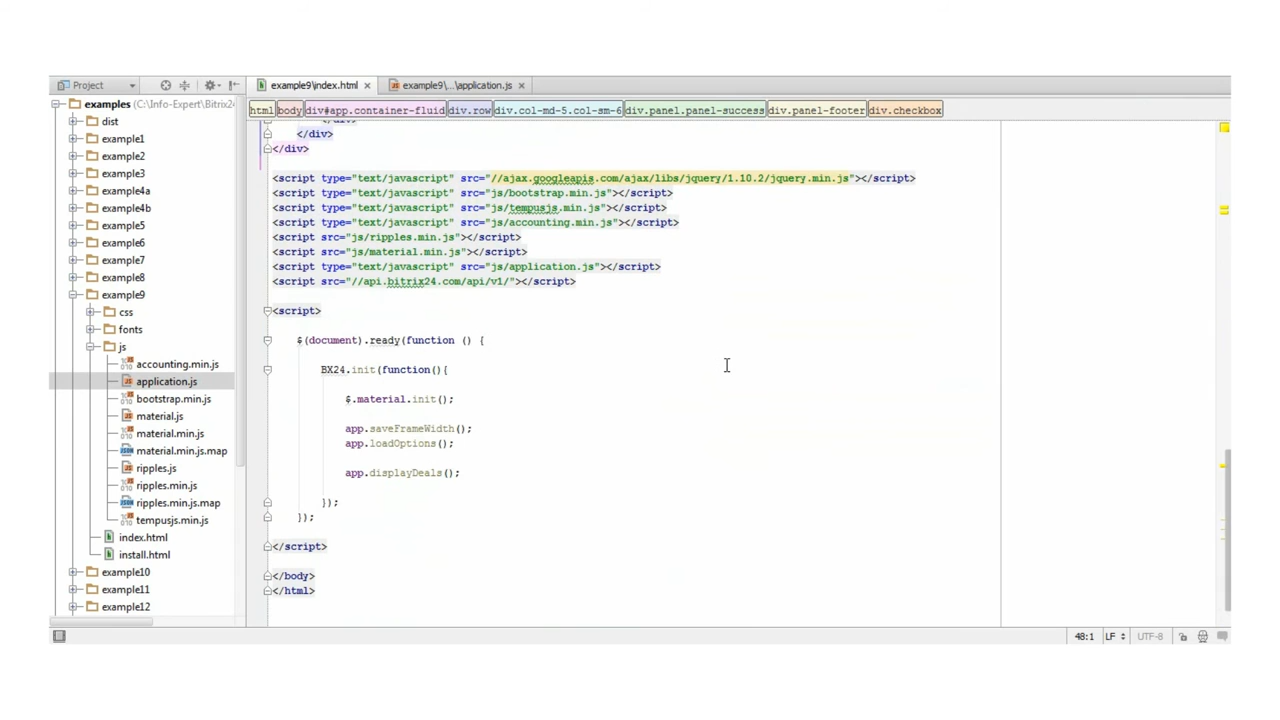 Project
example9\index.html
example9\...\application.js
examples (C:\Info-Expert\Bitrix24
html body div#app.container-fluid div.row div.col-md-5.col-sm-6 div.panel.panel-success div.panel-footer div.checkbox
dist
example1
example2
example3
example4a
example4b
example5
example6
example7
example8
example9
css
fonts
js
accounting.min.js
application.js
bootstrap.min.js
material.js
material.min.js
material.min.js.map
ripples.js
ripples.min.js
ripples.min.js.map
tempusjs.min.js
index.html
install.html
example10
example11
example12
</div>
</div>
</div>
<script type="text/javascript" src="//ajax.googleapis.com/ajax/libs/jquery/1.10.2/jquery.min.js"></script>
<script type="text/javascript" src="js/bootstrap.min.js"></script>
<script type="text/javascript" src="js/tempusjs.min.js"></script>
<script type="text/javascript" src="js/accounting.min.js"></script>
<script src="js/ripples.min.js"></script>
<script src="js/material.min.js"></script>
<script type="text/javascript" src="js/application.js"></script>
<script src="//api.bitrix24.com/api/v1/"></script>
<script>
$(document).ready(function () {
BX24.init(function(){
$.material.init();
app.saveFrameWidth();
app.loadOptions();
app.displayDeals();
});
});
</script>
</body>
</html>
48:1 LF UTF-8